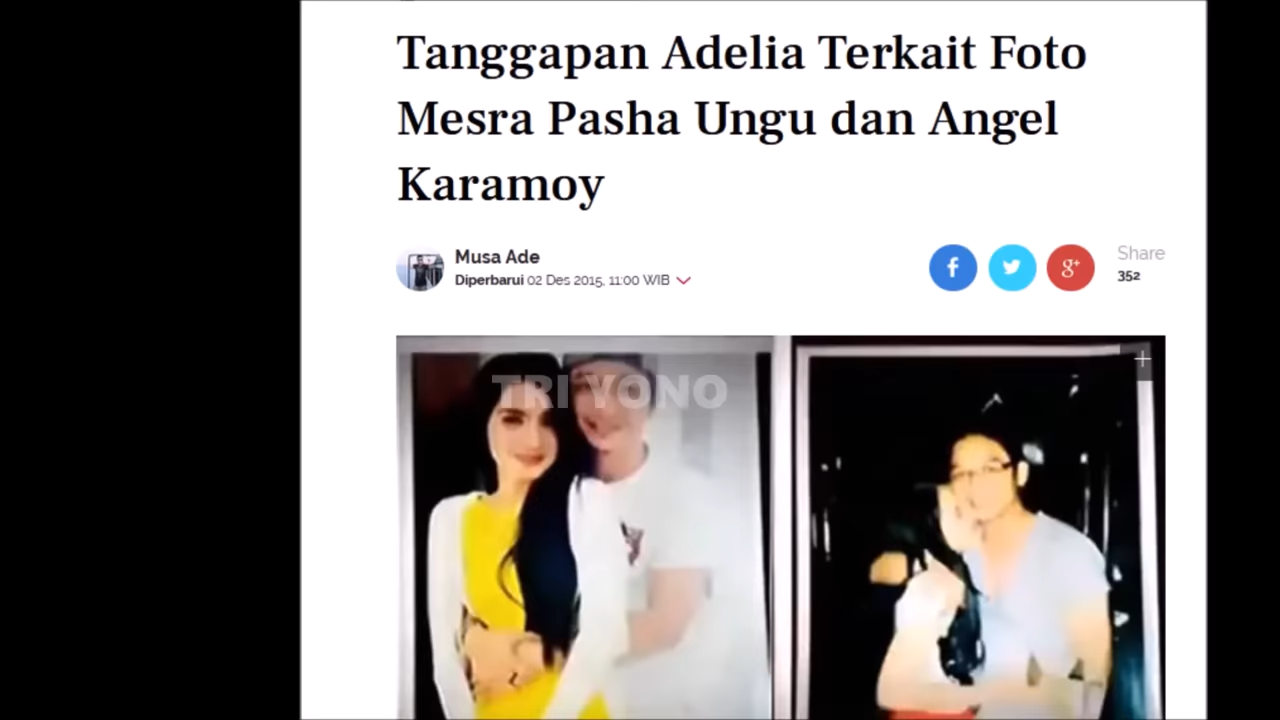 Tanggapan Adelia Terkait Foto
Mesra Pasha Ungu dan Angel
Karamoy
Musa Ade
Diperbarui 02 Des 2015, 11:00 WIB
f
g+
Share
352
+
TRI YONO